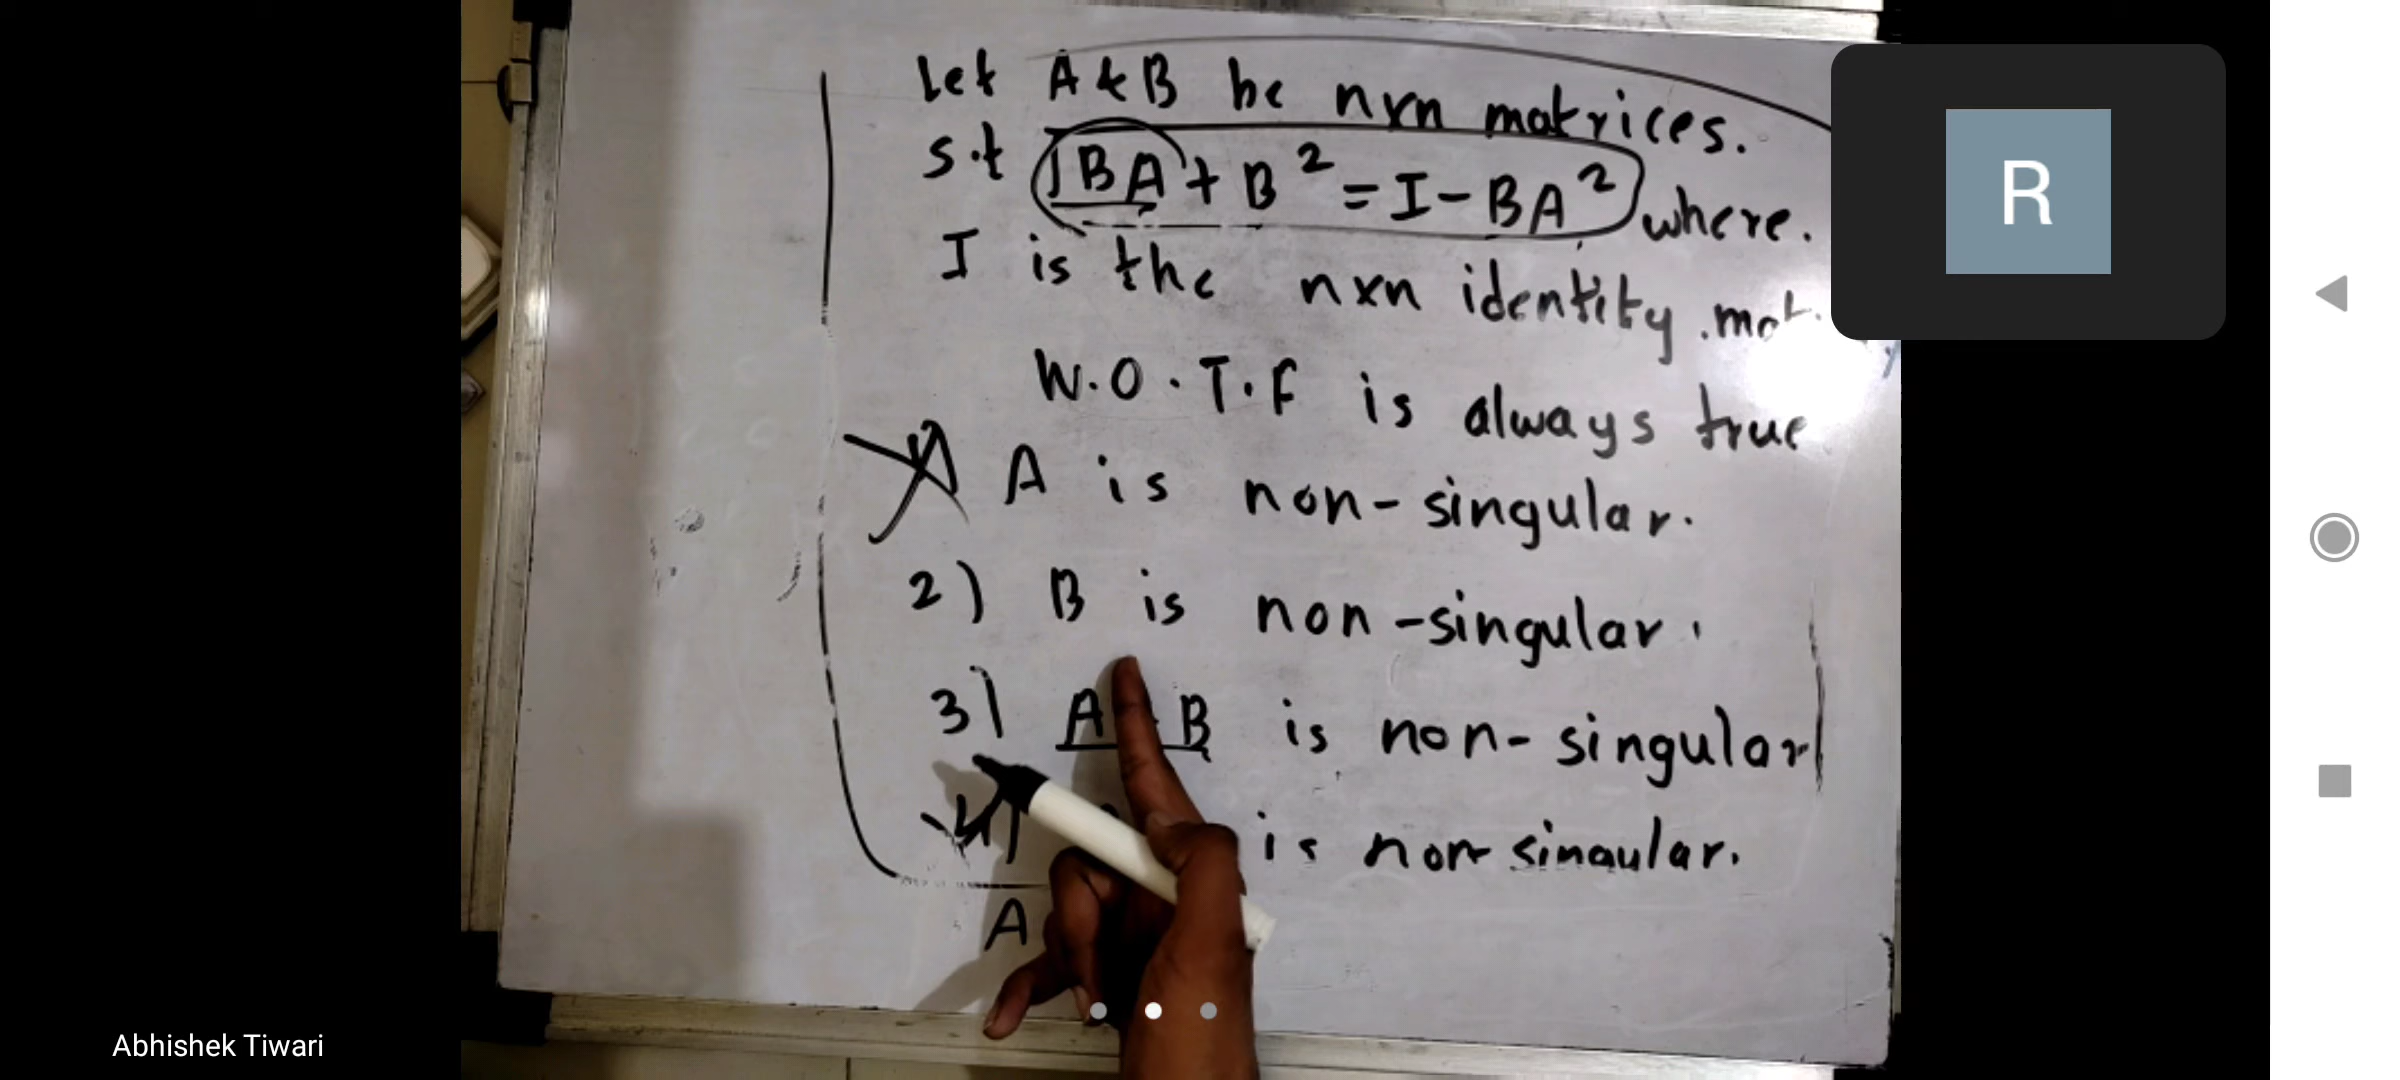 Let A & B be nxn matrices.
s.t BA + B² = I - BA² where.
I is the nxn identity
W.O.T.F is always true
A is non-singular.
2) B is non-singular.
3) A B is non-singular
4) is non singular.
A
R
Abhishek Tiwari